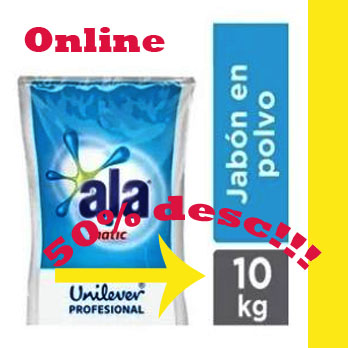 Online
Jabón en
polvo
ala
matic
50% desc!!!
10
kg
Unilever®
PROFESIONAL